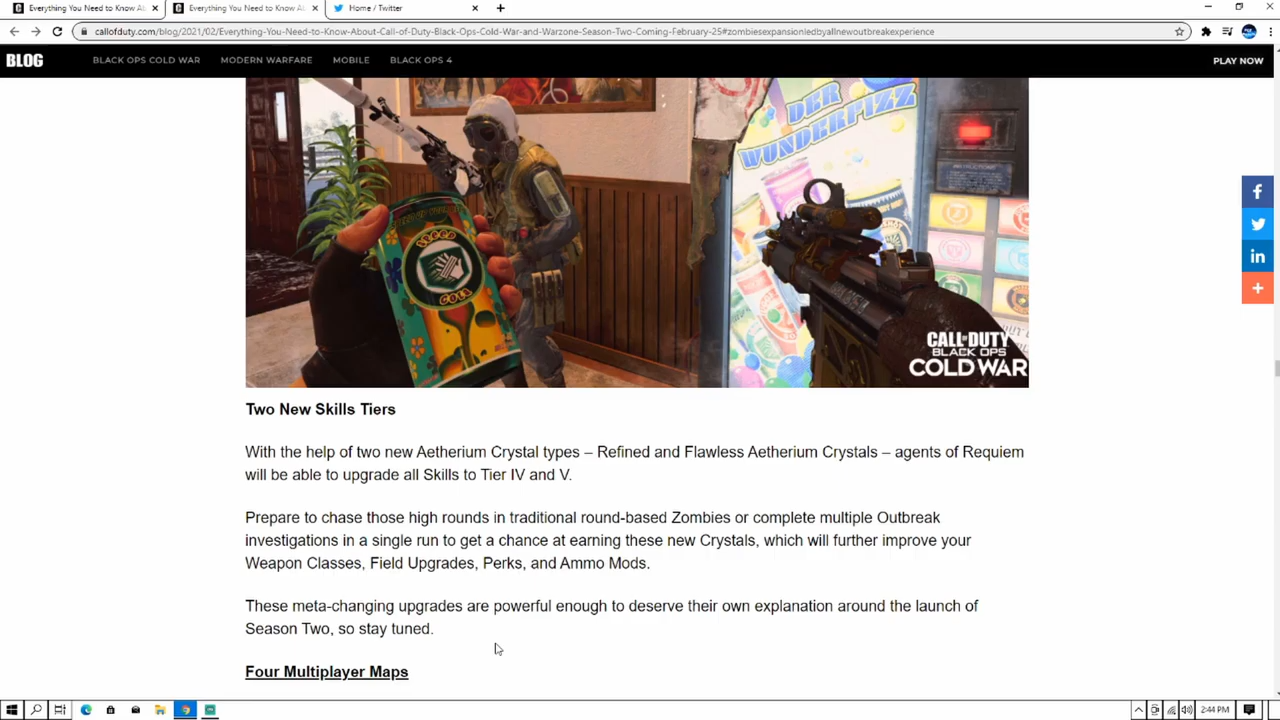 Everything You Need to Know Ab
Everything You Need to Know Ab
Home / Twitter
callofduty.com/blog/2021/02/Everything-You-Need-to-Know-About-Call-of-Duty-Black-Ops-Cold-War-and-Warzone-Season-Two-Coming-February-25#zombiesexpansionledbyallnewoutbreakexperience
BLOG
BLACK OPS COLD WAR
MODERN WARFARE
MOBILE
BLACK OPS 4
PLAY NOW
DER
WUNDERFIZZ
SPEED
COLA
CALL OF DUTY
BLACK OPS
COLD WAR
Two New Skills Tiers
With the help of two new Aetherium Crystal types – Refined and Flawless Aetherium Crystals – agents of Requiem
will be able to upgrade all Skills to Tier IV and V.
Prepare to chase those high rounds in traditional round-based Zombies or complete multiple Outbreak
investigations in a single run to get a chance at earning these new Crystals, which will further improve your
Weapon Classes, Field Upgrades, Perks, and Ammo Mods.
These meta-changing upgrades are powerful enough to deserve their own explanation around the launch of
Season Two, so stay tuned.
Four Multiplayer Maps
2:44 PM